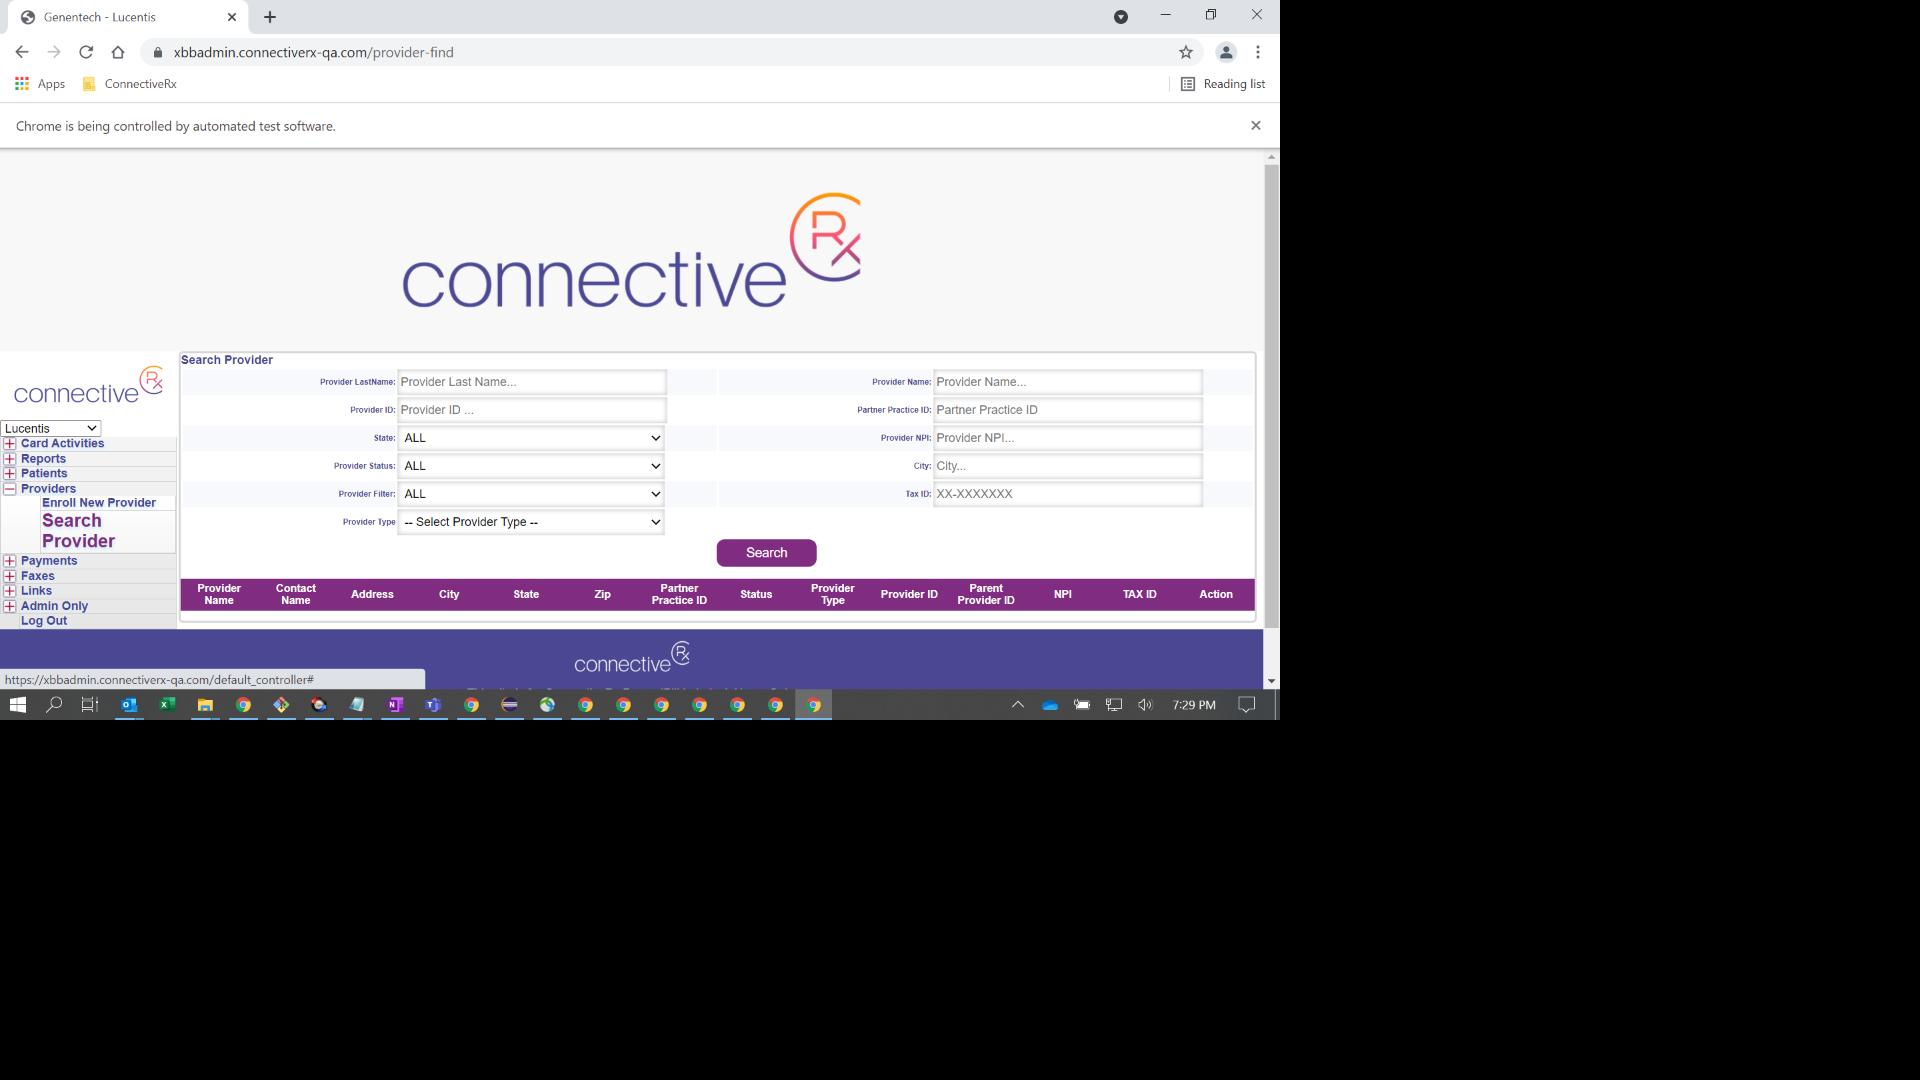 Genentech - Lucentis
xbbadmin.connectiverx-qa.com/provider-find
Apps
ConnectiveRx
Reading list
Chrome is being controlled by automated test software.
connective Rx
connective Rx
Lucentis
Card Activities
Reports
Patients
Providers
Enroll New Provider
Search
Provider
Payments
Faxes
Links
Admin Only
Log Out
Search Provider
Provider LastName: Provider Last Name... Provider Name: Provider Name...
Provider ID: Provider ID ... Partner Practice ID: Partner Practice ID
State: ALL Provider NPI: Provider NPI...
Provider Status: ALL City: City...
Provider Filter: ALL Tax ID: XX-XXXXXXX
Provider Type -- Select Provider Type --
Search
Provider Name Contact Name Address City State Zip Partner Practice ID Status Provider Type Provider ID Parent Provider ID NPI TAX ID Action
connective Rx
https://xbbadmin.connectiverx-qa.com/default_controller#
7:29 PM